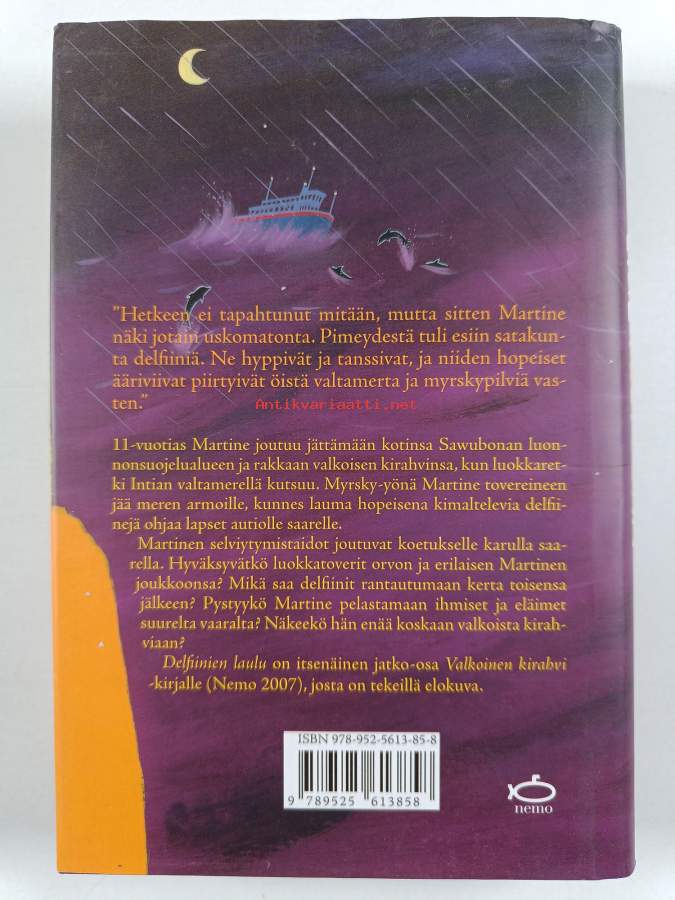 "Hetkeen ei tapahtunut mitään, mutta sitten Martine
näki jotain uskomatonta. Pimeydestä tuli esiin satakun-
ta delfiiniä. Ne hyppivät ja tanssivat, ja niiden hopeiset
ääriviivat piirtyivät öistä valtamerta ja myrskypilviä vas-
ten."
Antikvariaatti.net
11-vuotias Martine joutuu jättämään kotinsa Sawubonan luon-
nonsuojelualueen ja rakkaan valkoisen kirahvinsa, kun luokkaret-
ki Intian valtamerellä kutsuu. Myrsky-yönä Martine tovereineen
jää meren armoille, kunnes lauma hopeisena kimaltelevia delfii-
nejä ohjaa lapset autiolle saarelle.
Martinen selviytymistaidot joutuvat koetukselle karulla saa-
rella. Hyväksyvätkö luokkatoverit orvon ja erilaisen Martinen
joukkoonsa? Mikä saa delfiinit rantautumaan kerta toisensa
jälkeen? Pystyykö Martine pelastamaan ihmiset ja eläimet
suurelta vaaralta? Näkeekö hän enää koskaan valkoista kirah-
viaan?
Delfiinien laulu on itsenäinen jatko-osa Valkoinen kirahvi
-kirjalle (Nemo 2007), josta on tekeillä elokuva.
ISBN 978-952-5613-85-8
9 789525 613858
nemo